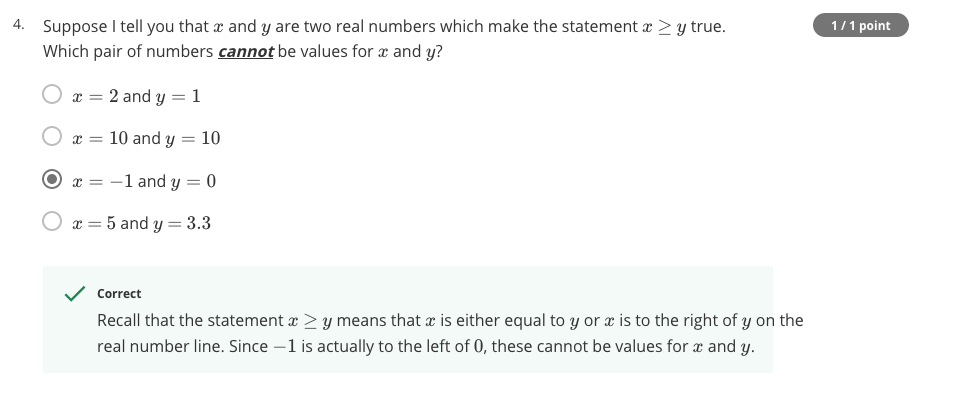 4. Suppose I tell you that x and y are two real numbers which make the statement x ≥ y true.
1 / 1 point
Which pair of numbers cannot be values for x and y?
x = 2 and y = 1
x = 10 and y = 10
x = −1 and y = 0
x = 5 and y = 3.3
Correct
Recall that the statement x ≥ y means that x is either equal to y or x is to the right of y on the
real number line. Since −1 is actually to the left of 0, these cannot be values for x and y.